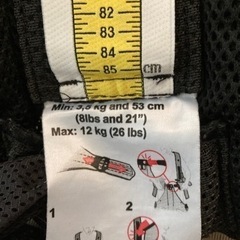 82
83
84
85
cm
Min: 3,5 kg and 53 cm
(8lbs and 21”)
Max: 12 kg (26 lbs)
1
2